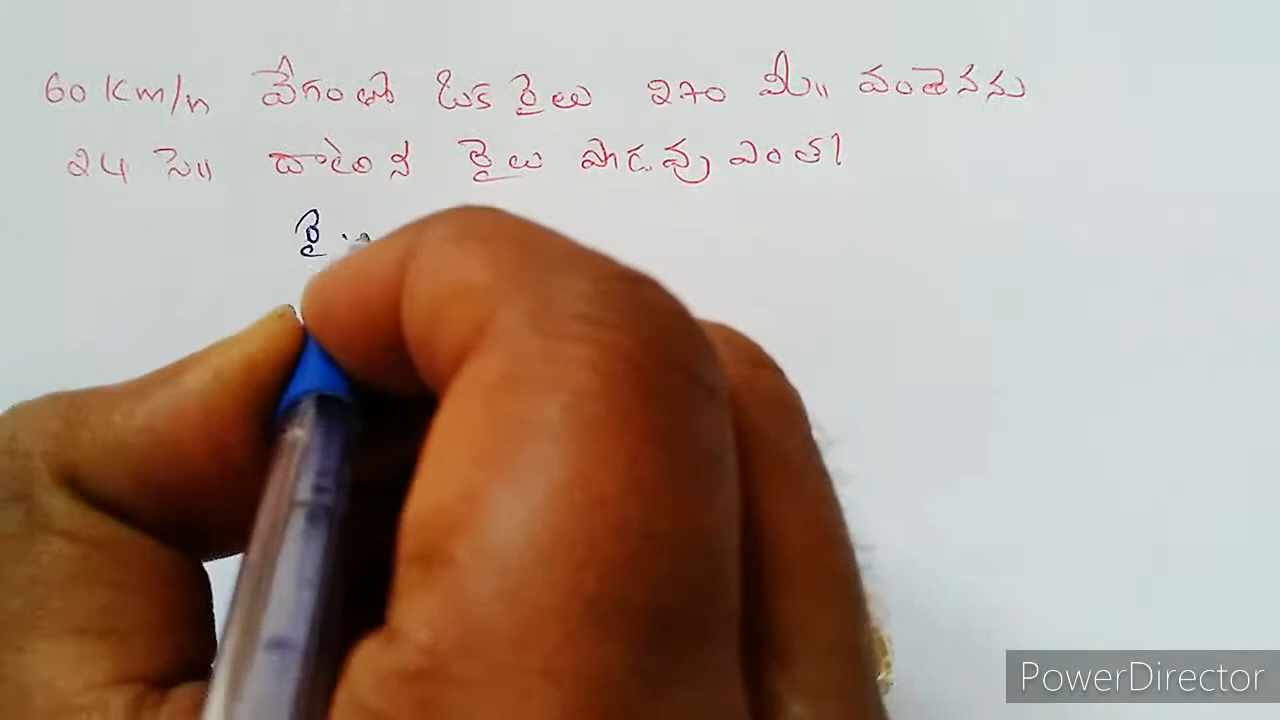 60 Km/h వేగంతో ఒక రైలు 270 మీ॥ వంతెనను
24 సె॥ దాటిన రైలు పొడవు ఎంత?
రై
PowerDirector